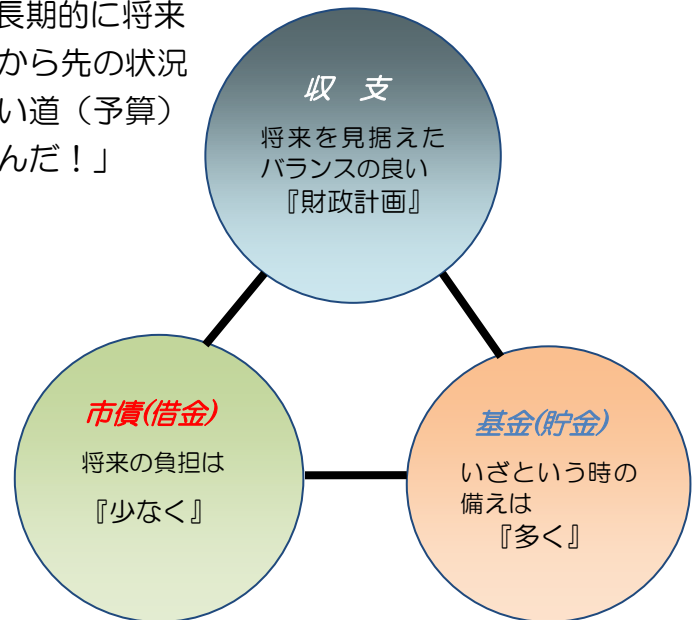 長期的に将来
から先の状況
い道（予算）
んだ！」
収　支
将来を見据えた
バランスの良い
『財政計画』
市債(借金)
将来の負担は
『少なく』
基金(貯金)
いざという時の
備えは
『多く』